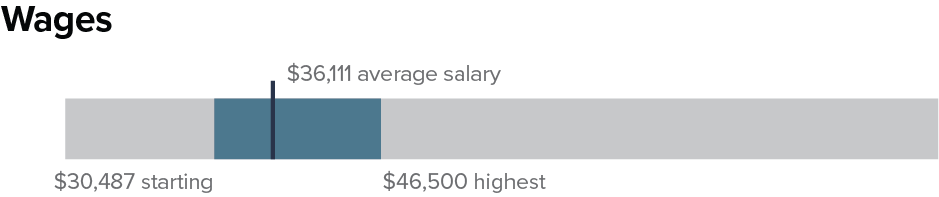 Wages
$36,111 average salary
$30,487 starting
$46,500 highest